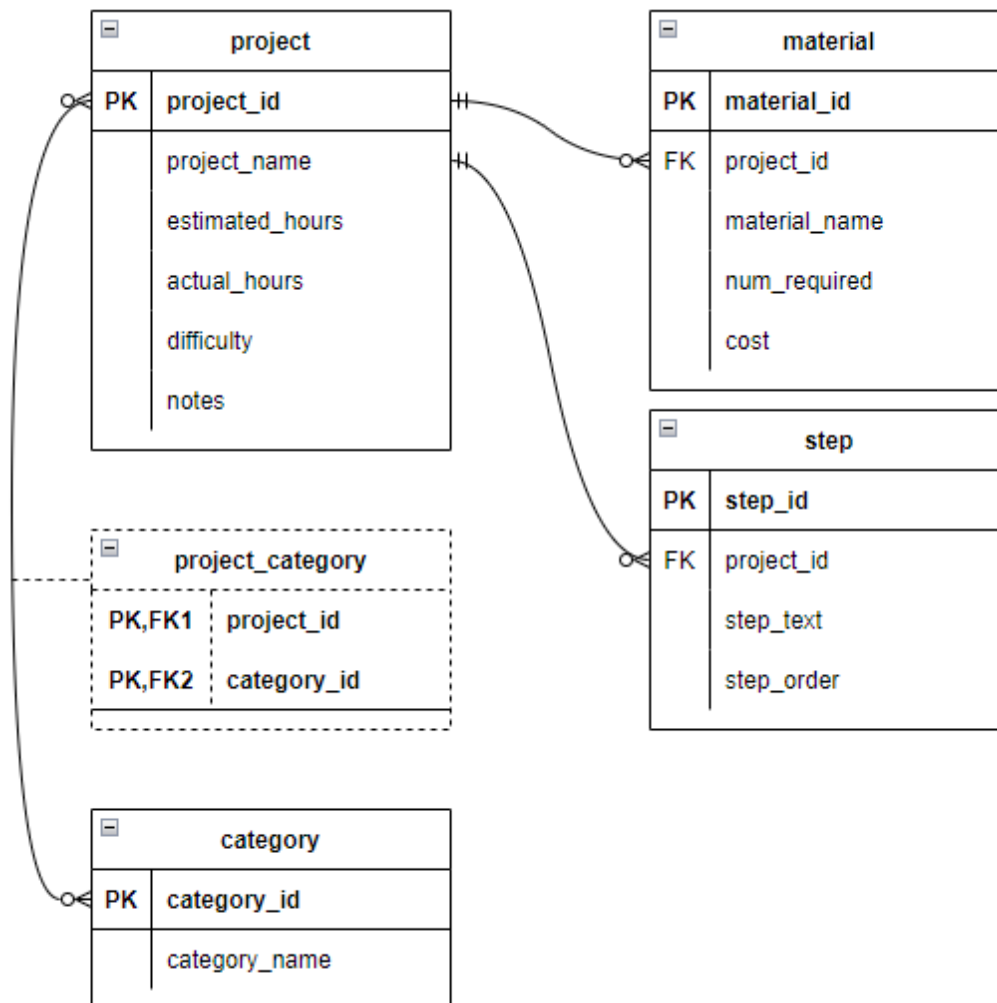 project
PK project_id
project_name
estimated_hours
actual_hours
difficulty
notes
material
PK material_id
FK project_id
material_name
num_required
cost
step
PK step_id
FK project_id
step_text
step_order
project_category
PK,FK1 project_id
PK,FK2 category_id
category
PK category_id
category_name